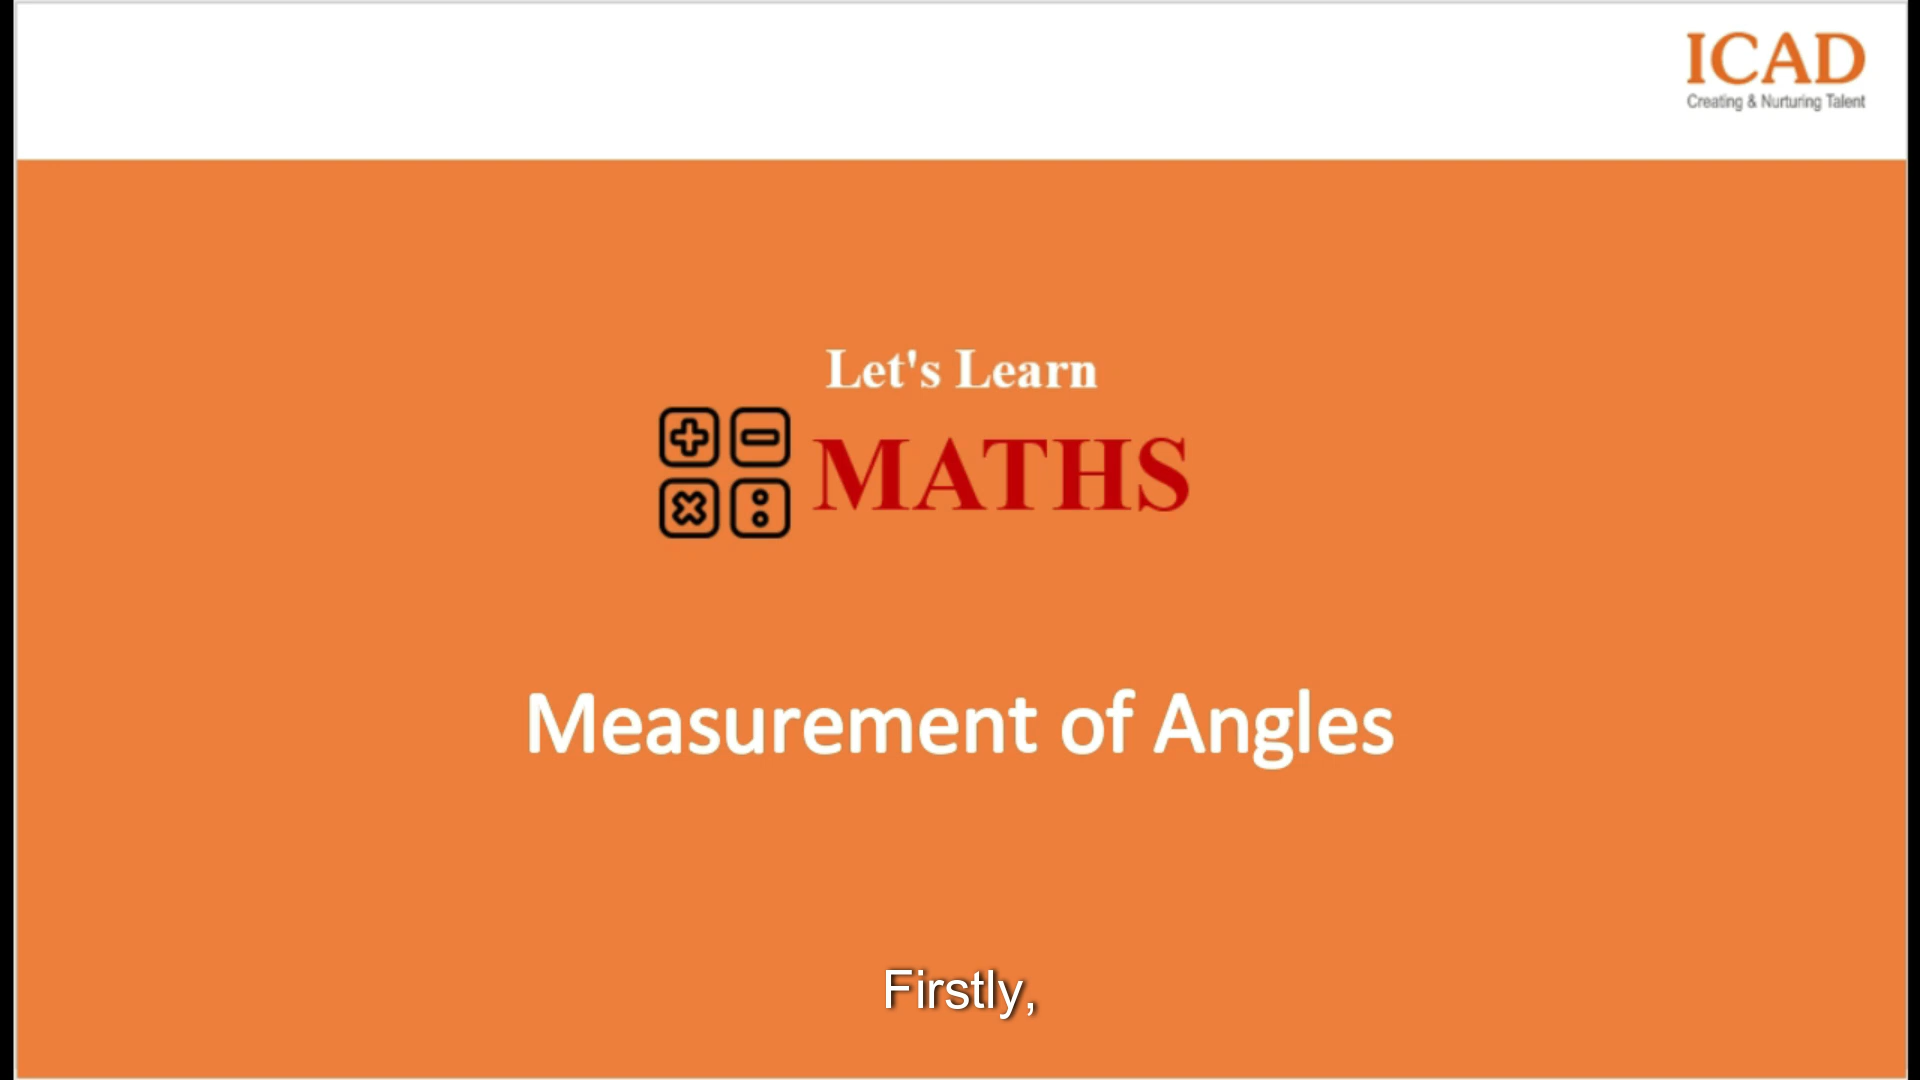 ICAD
Creating & Nurturing Talent
Let's Learn
MATHS
Measurement of Angles
Firstly,